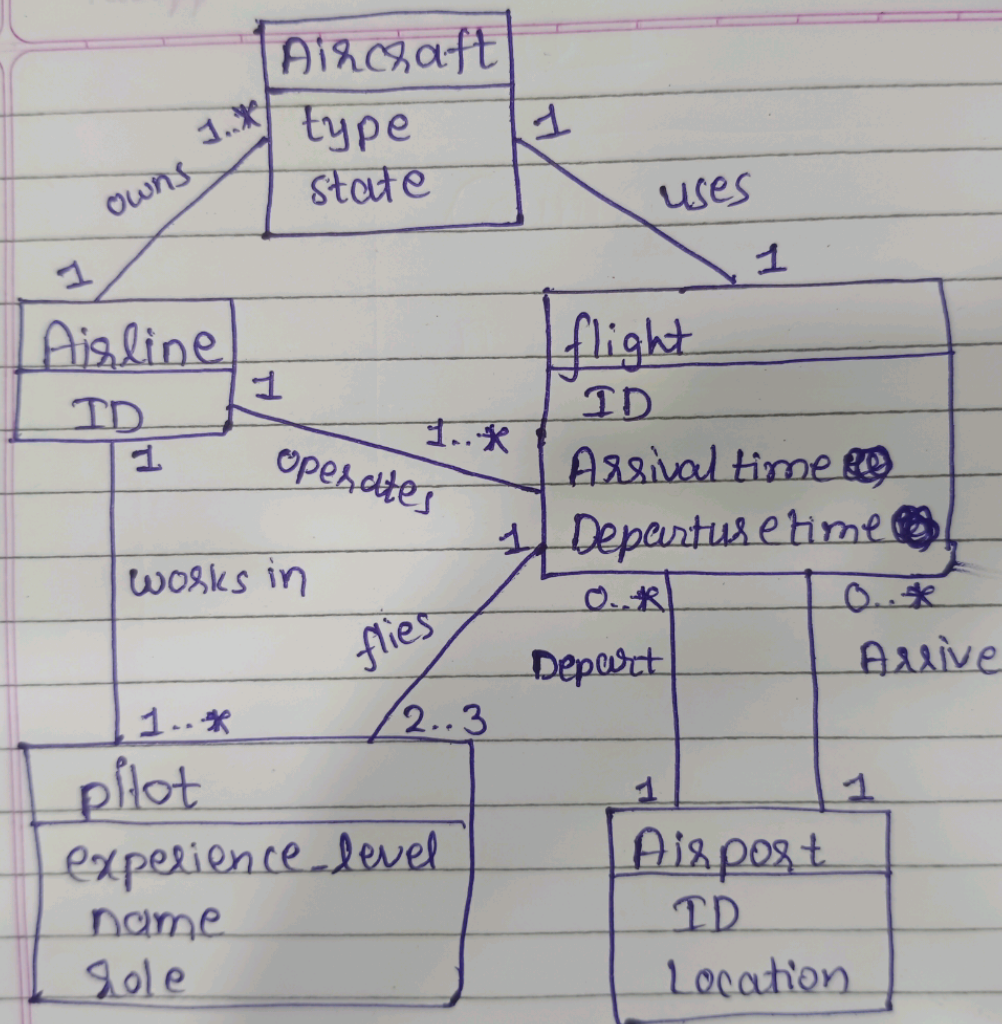 Aircraft
1..*
type
1
state
owns
uses
1
1
Airline
flight
ID
1
ID
1...*
operates
Arrival time
1
1
Departure time
works in
0..*
0..*
flies
Depart
Arrive
1...*
2..3
pilot
1
1
experience_level
Airport
name
ID
role
Location